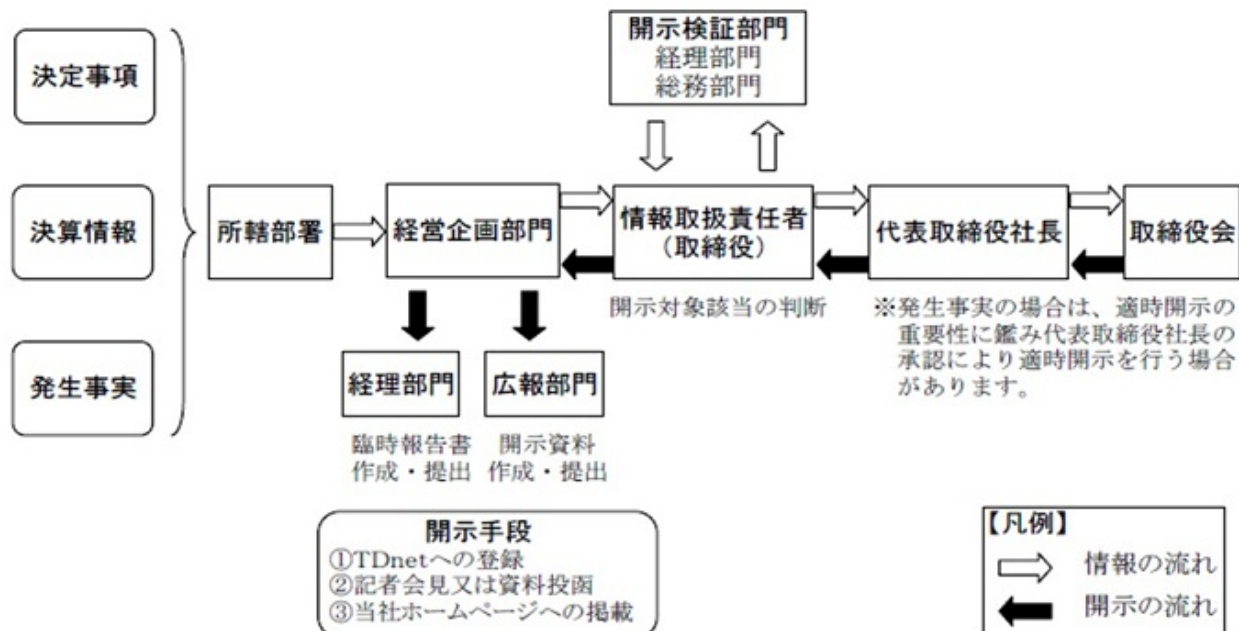 決定事項
決算情報
発生事実
所轄部署
経営企画部門
開示検証部門
経理部門
総務部門
情報取扱責任者
（取締役）
開示対象該当の判断
代表取締役社長
取締役会
※発生事実の場合は、適時開示の
重要性に鑑み代表取締役社長の
承認により適時開示を行う場合
があります。
経理部門
臨時報告書
作成・提出
広報部門
開示資料
作成・提出
開示手段
①TDnetへの登録
②記者会見又は資料投函
③当社ホームページへの掲載
【凡例】
情報の流れ
開示の流れ